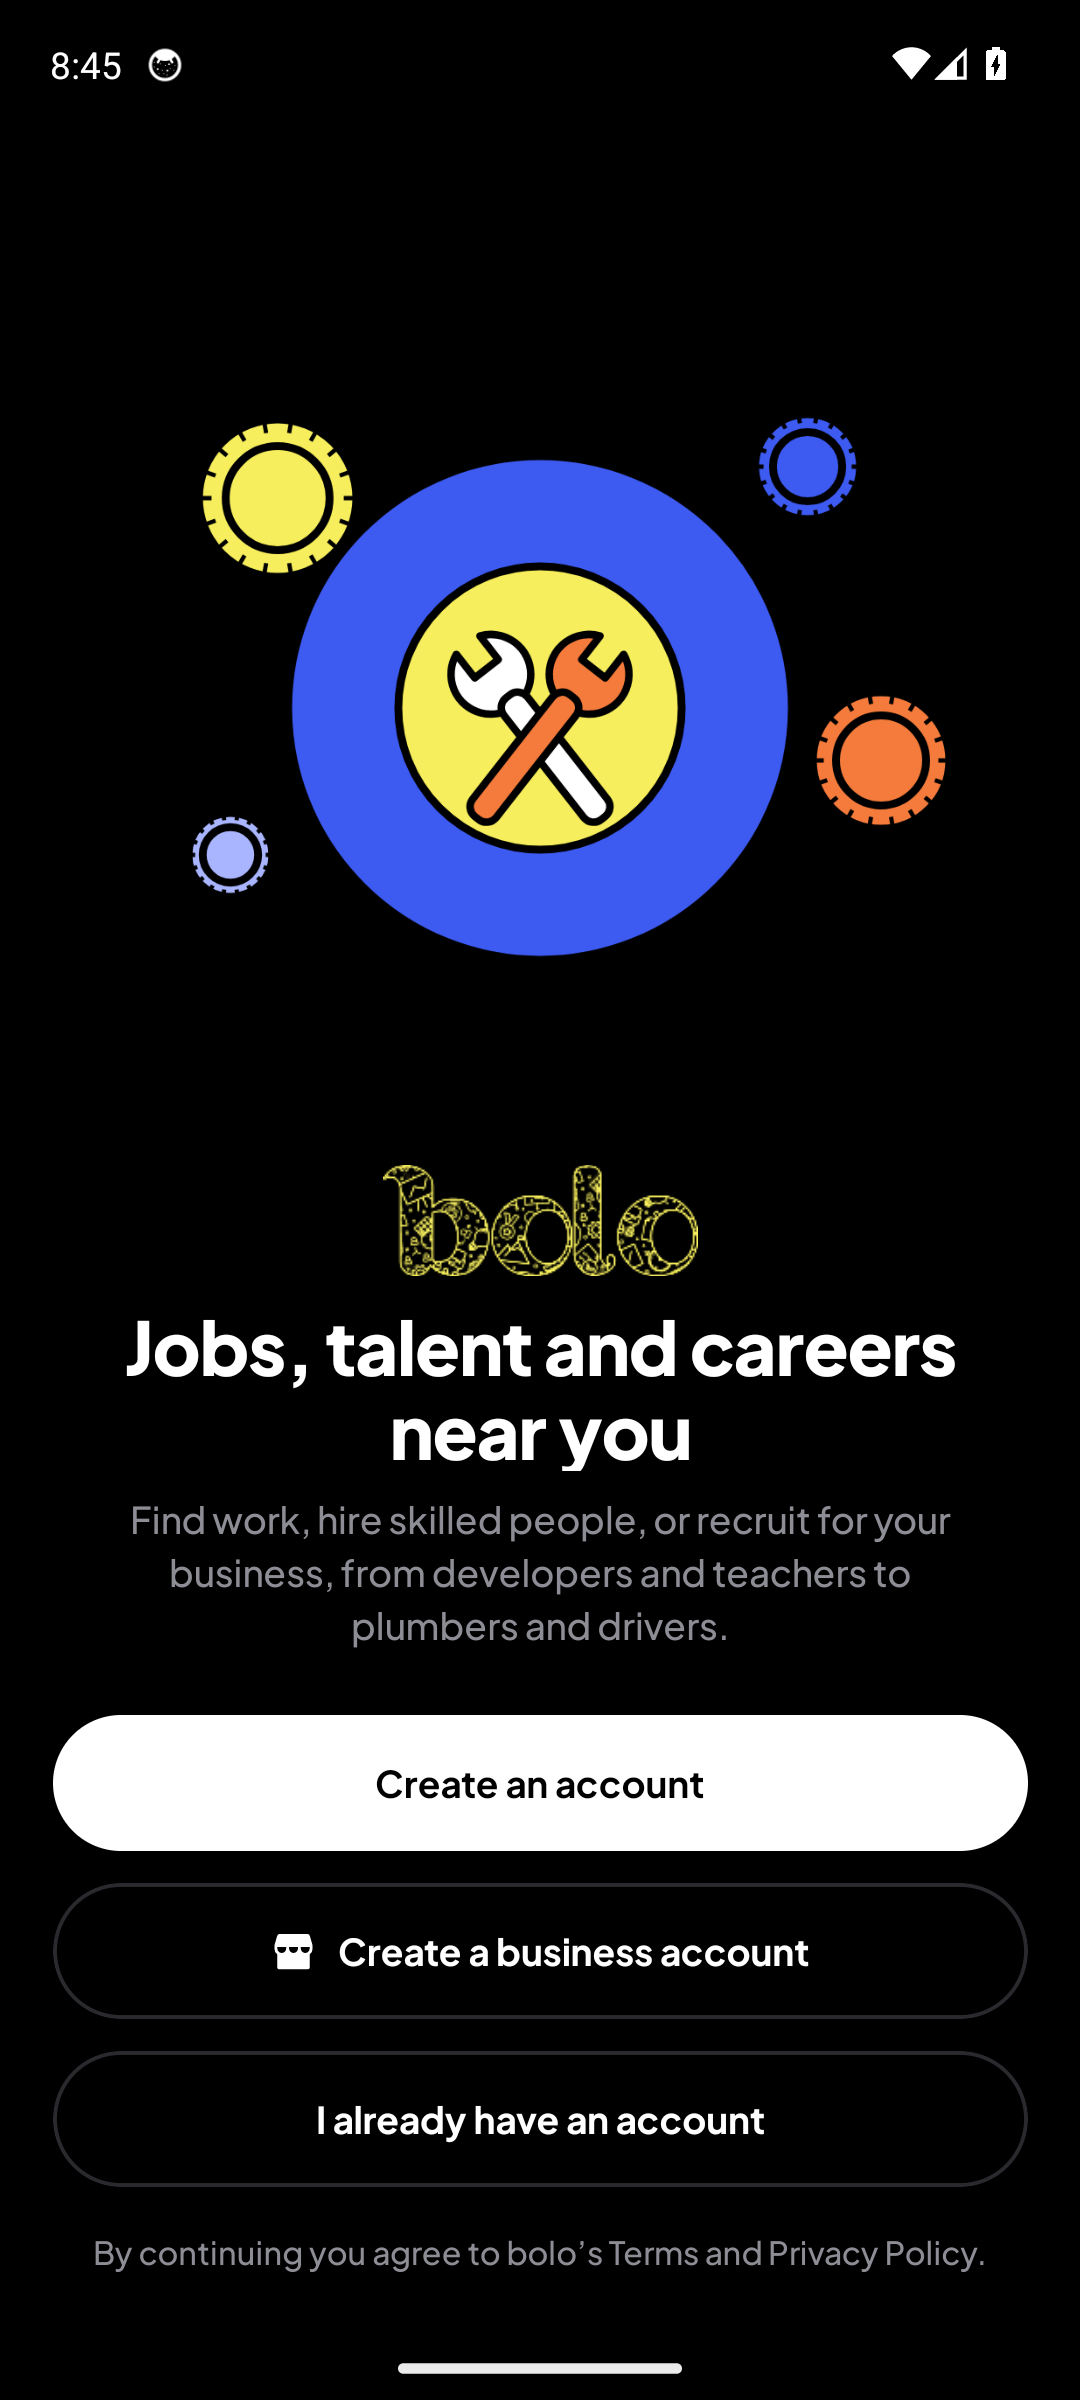 8:45
bolo
Jobs, talent and careers
near you
Find work, hire skilled people, or recruit for your
business, from developers and teachers to
plumbers and drivers.
Create an account
Create a business account
I already have an account
By continuing you agree to bolo’s Terms and Privacy Policy.